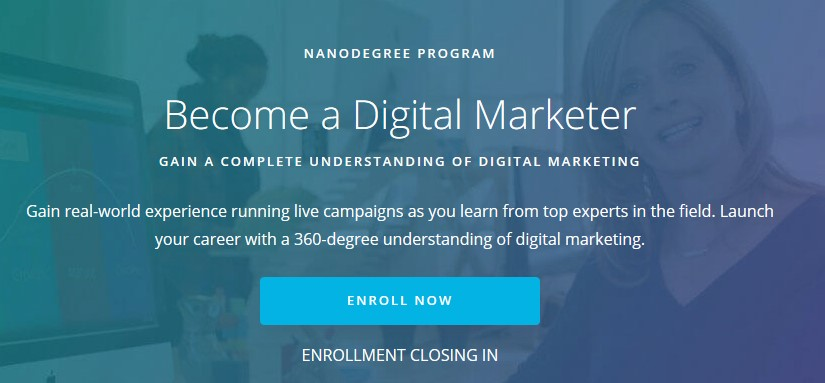 NANODEGREE PROGRAM
Become a Digital Marketer
GAIN A COMPLETE UNDERSTANDING OF DIGITAL MARKETING
Gain real-world experience running live campaigns as you learn from top experts in the field. Launch
your career with a 360-degree understanding of digital marketing.
ENROLL NOW
ENROLLMENT CLOSING IN